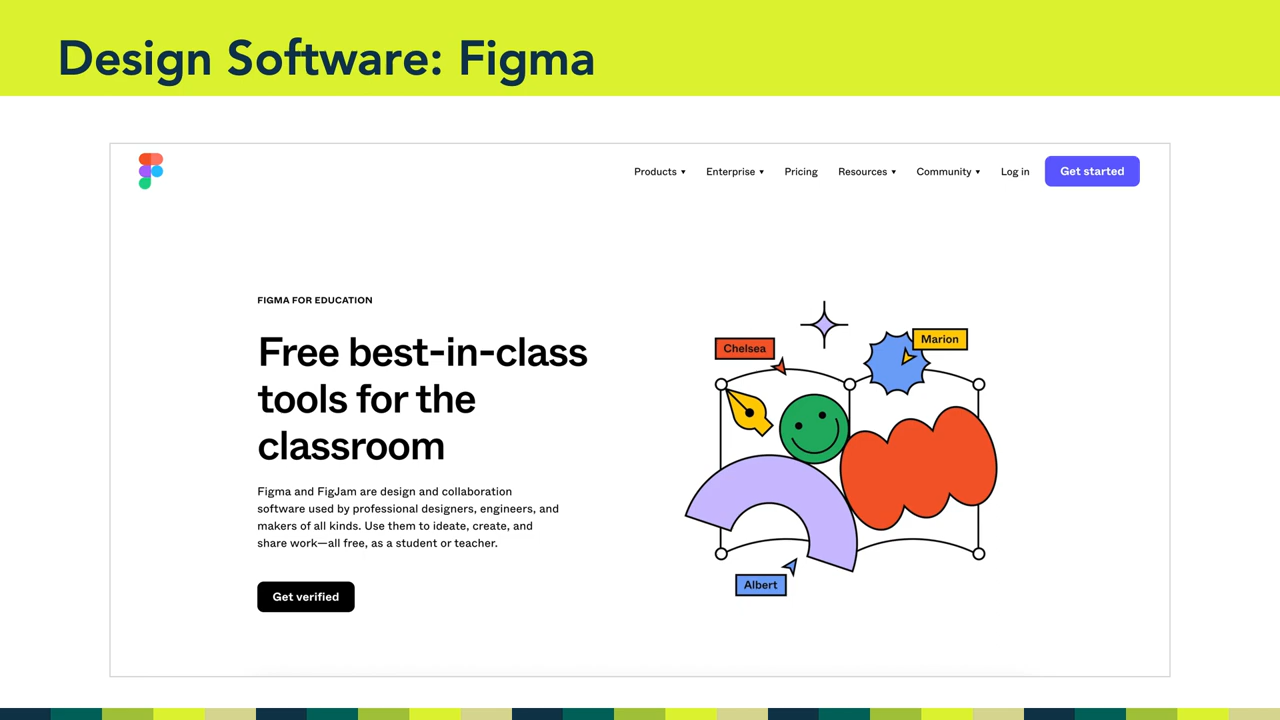 Design Software: Figma
Products ▾ Enterprise ▾ Pricing Resources ▾ Community ▾ Log in Get started
FIGMA FOR EDUCATION
Free best-in-class
tools for the
classroom
Figma and FigJam are design and collaboration
software used by professional designers, engineers, and
makers of all kinds. Use them to ideate, create, and
share work—all free, as a student or teacher.
Get verified
Chelsea
Marion
Albert